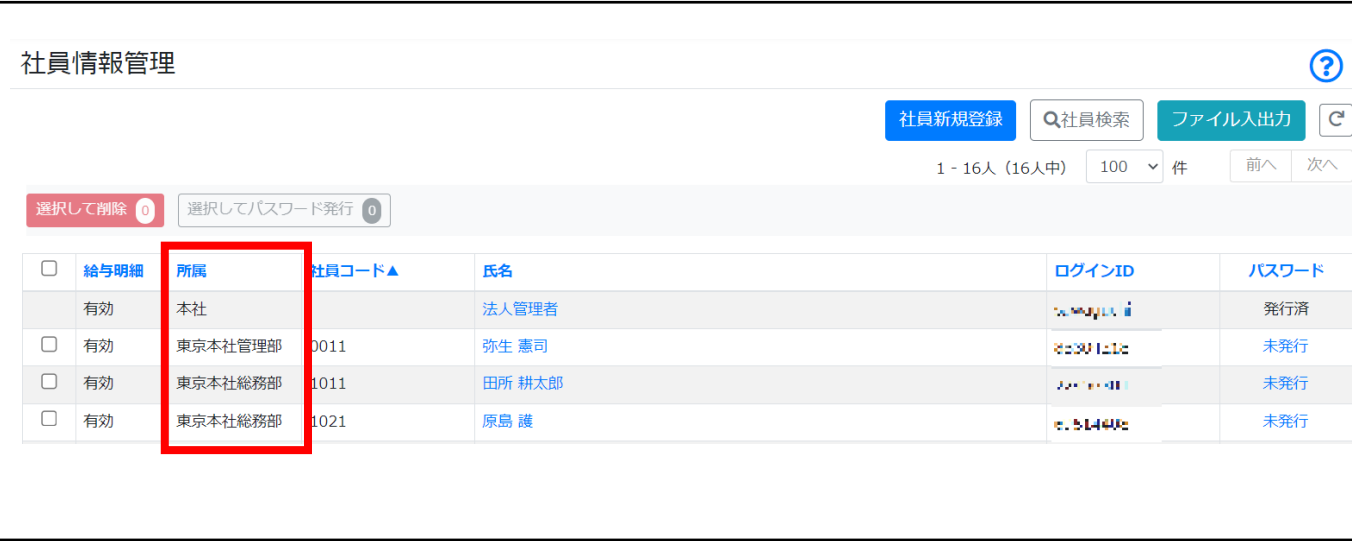 社員情報管理
社員新規登録 社員検索 ファイル入出力
1 - 16人（16人中） 100 件 前へ 次へ
選択して削除 0 選択してパスワード発行 0
給与明細 所属 社員コード▲ 氏名 ログインID パスワード
有効 本社 法人管理者 発行済
有効 東京本社管理部 0011 弥生 憲司 未発行
有効 東京本社総務部 1011 田所 耕太郎 未発行
有効 東京本社総務部 1021 原島 護 未発行